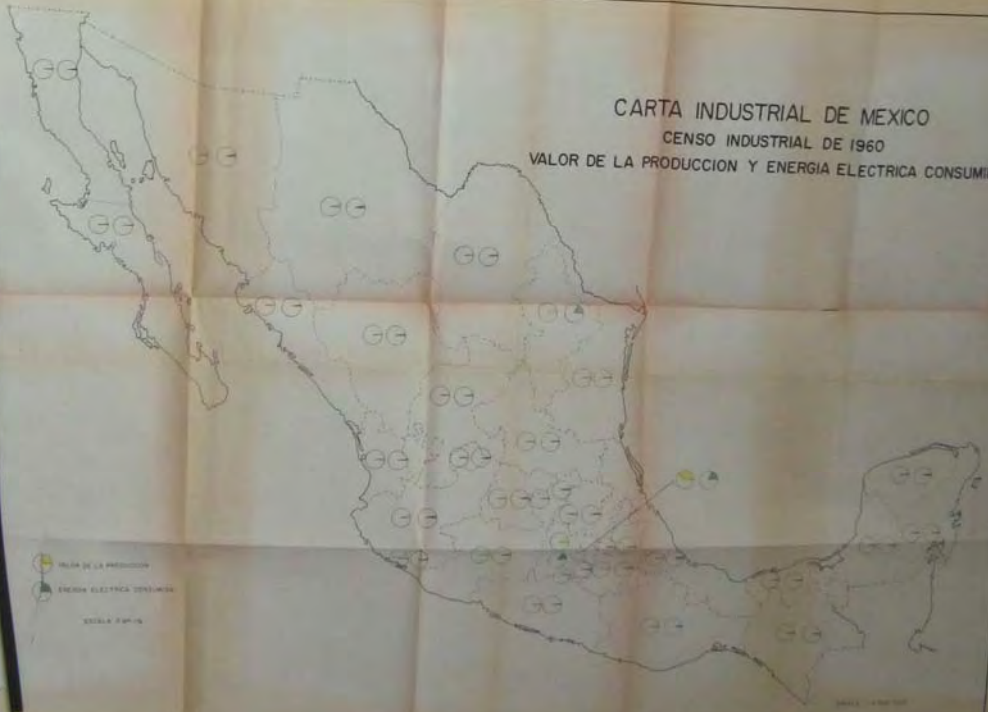 CARTA INDUSTRIAL DE MEXICO
CENSO INDUSTRIAL DE 1960
VALOR DE LA PRODUCCION Y ENERGIA ELECTRICA CONSUMI
VALOR DE LA PRODUCCION
ENERGIA ELECTRICA CONSUMIDA
ESCALA